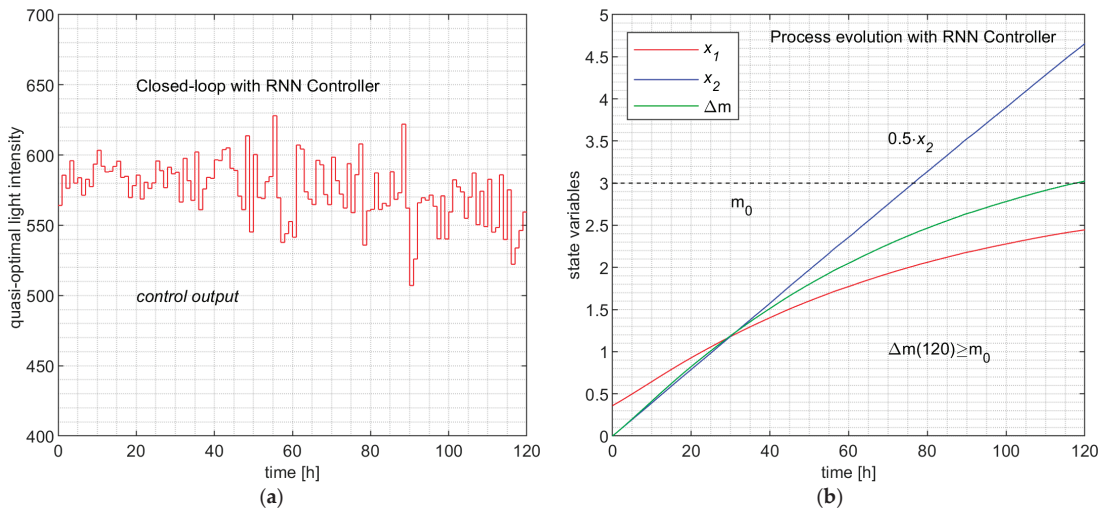 700
650
600
550
500
450
400
quasi-optimal light intensity
Closed-loop with RNN Controller
control output
0
20
40
60
80
100
120
time [h]
(a)
5
4.5
4
3.5
3
2.5
2
1.5
1
0.5
0
state variables
Process evolution with RNN Controller
x1
x2
Δm
0.5·x2
m0
Δm(120)≥m0
0
20
40
60
80
100
120
time [h]
(b)